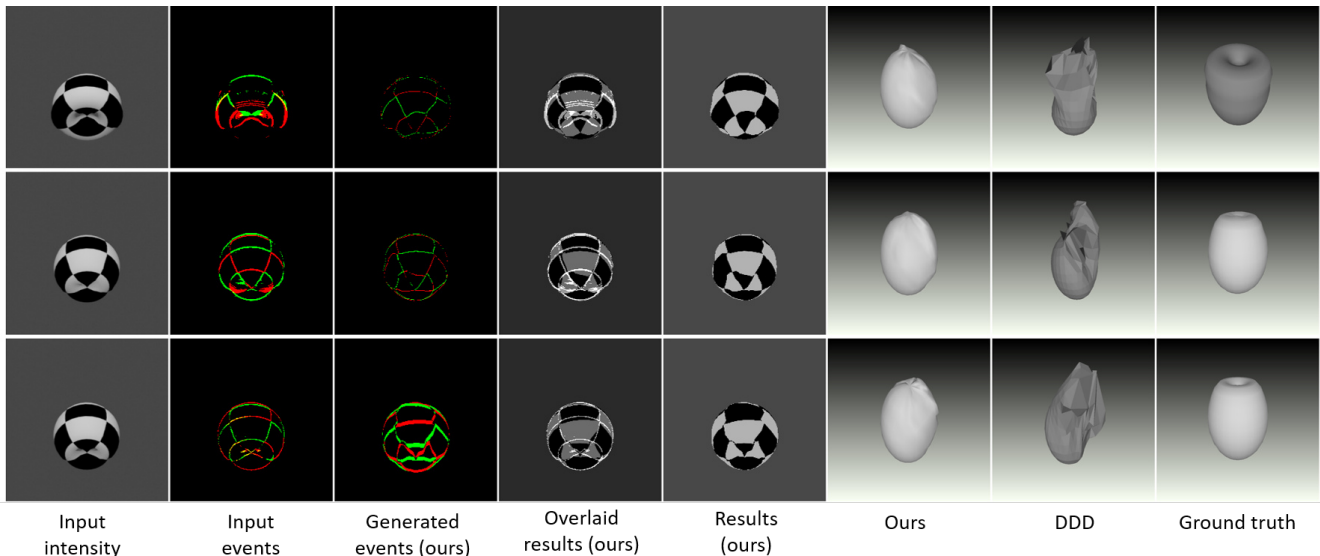 Input
intensity
Input
events
Generated
events (ours)
Overlaid
results (ours)
Results
(ours)
Ours
DDD
Ground truth